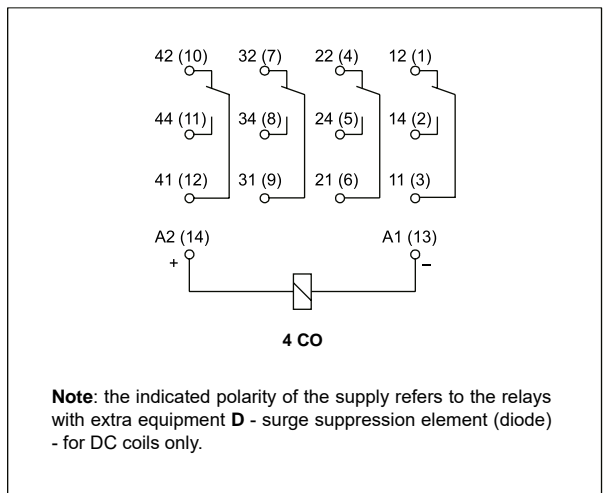 42 (10) 32 (7) 22 (4) 12 (1)
44 (11) 34 (8) 24 (5) 14 (2)
41 (12) 31 (9) 21 (6) 11 (3)
A2 (14) A1 (13)
+ –
4 CO
Note: the indicated polarity of the supply refers to the relays
with extra equipment D - surge suppression element (diode)
- for DC coils only.